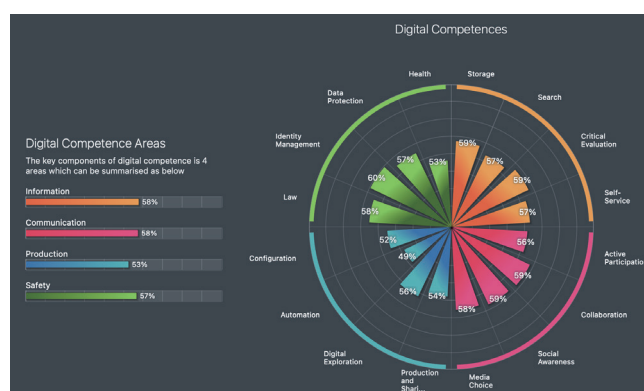 Digital Competences
Digital Competence Areas
The key components of digital competence is 4
areas which can be summarised as below
Information
58%
Communication
58%
Production
53%
Safety
57%
Storage
Search
Critical
Evaluation
Self-
Service
Active
Participatio
Collaboration
Social
Awareness
Media
Choice
Production
and
Shari...
Digital
Exploration
Automation
Configuration
Law
Identity
Management
Data
Protection
Health
59%
57%
59%
57%
56%
59%
59%
58%
54%
56%
49%
52%
58%
60%
57%
53%